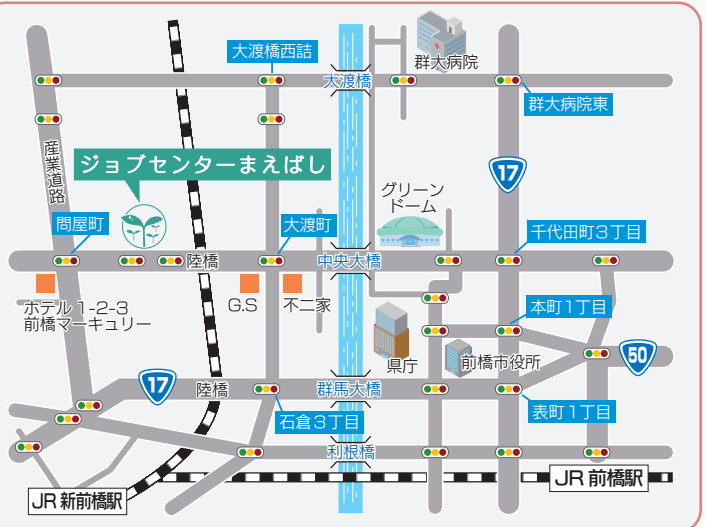 大渡橋西詰
群大病院
大渡橋
群大病院東
産業道路
ジョブセンターまえばし
17
グリーン
ドーム
問屋町
大渡町
千代田町3丁目
陸橋
中央大橋
ホテル 1-2-3
前橋マーキュリー
G.S
不二家
本町1丁目
県庁
前橋市役所
50
17
陸橋
群馬大橋
石倉3丁目
表町1丁目
利根橋
JR 新前橋駅
JR 前橋駅